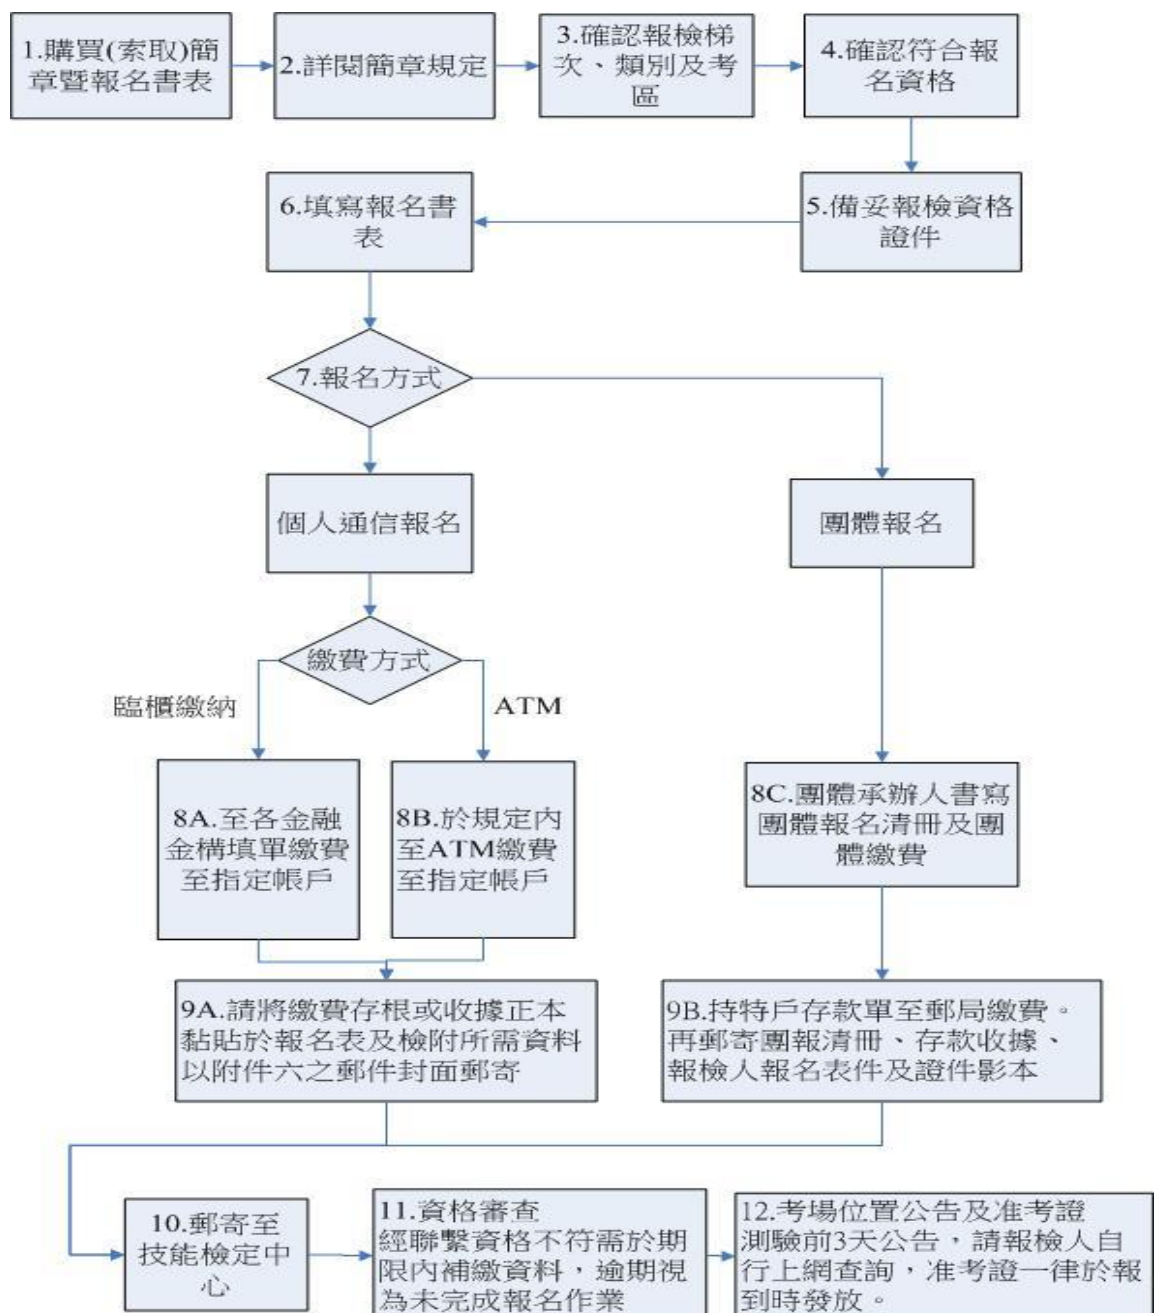 1.購買(索取)簡
章暨報名書表
2.詳閱簡章規定
3.確認報檢梯
次、類別及考
區
4.確認符合報
名資格
5.備妥報檢資格
證件
6.填寫報名書
表
7.報名方式
個人通信報名
團體報名
繳費方式
臨櫃繳納
ATM
8A.至各金融
金構填單繳費
至指定帳戶
8B.於規定內
至ATM繳費
至指定帳戶
8C.團體承辦人書寫
團體報名清冊及團
體繳費
9A.請將繳費存根或收據正本
黏貼於報名表及檢附所需資料
以附件六之郵件封面郵寄
9B.持特戶存款單至郵局繳費。
再郵寄團報清冊、存款收據、
報檢人報名表件及證件影本
10.郵寄至
技能檢定中
心
11.資格審查
經聯繫資格不符需於期
限內補繳資料，逾期視
為未完成報名作業
12.考場位置公告及准考證
測驗前3天公告，請報檢人自
行上網查詢，准考證一律於報
到時發放。